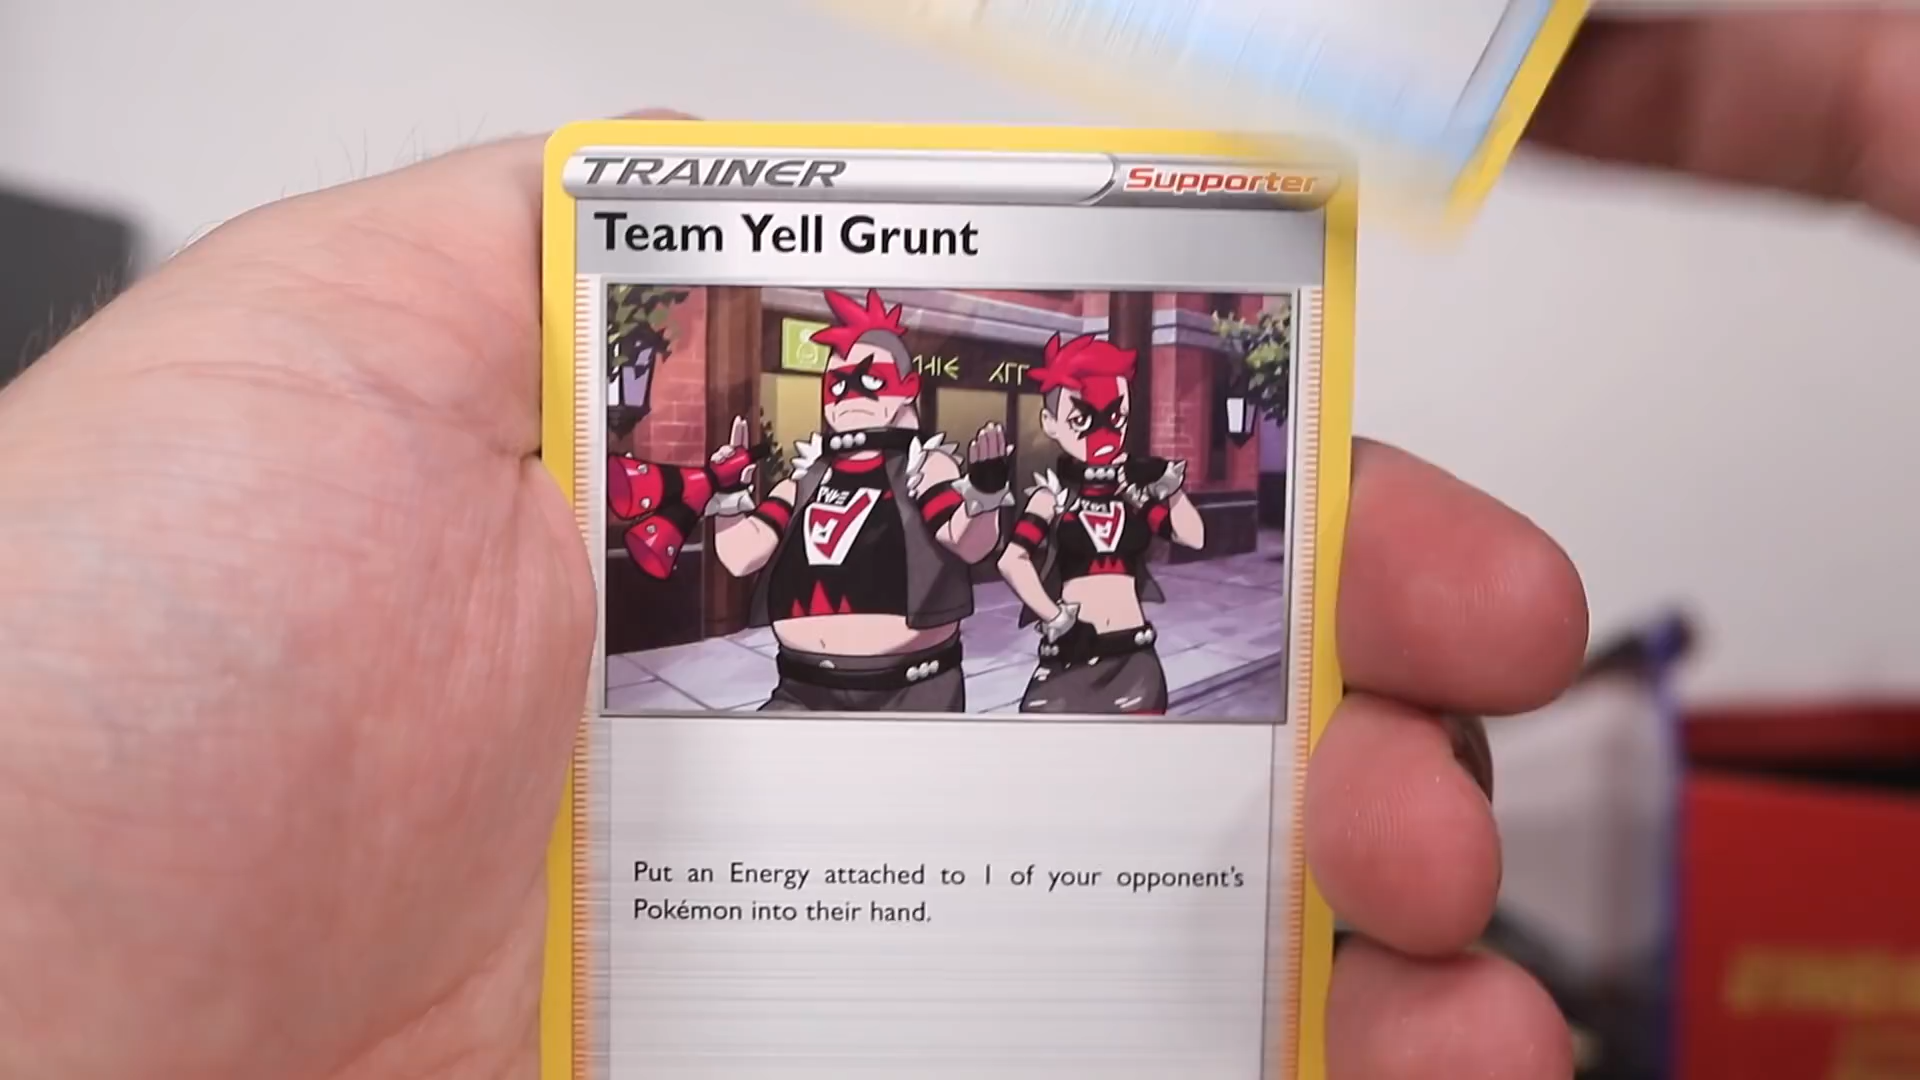 TRAINER
Supporter
Team Yell Grunt
Put an Energy attached to 1 of your opponent's
Pokémon into their hand.